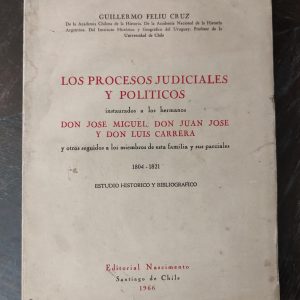 GUILLERMO FELIU CRUZ
De la Academia Chilena de la Historia. De la Academia Nacional de la Historia
Argentina. Del Instituto Histórico y Geográfico del Uruguay. Profesor de la
Universidad de Chile
LOS PROCESOS JUDICIALES
Y POLITICOS
instaurados a los hermanos
DON JOSE MIGUEL, DON JUAN JOSE
Y DON LUIS CARRERA
y otros seguidos a los miembros de esta familia y sus parciales
1804-1821
ESTUDIO HISTORICO Y BIBLIOGRAFICO
Editorial Nascimento
Santiago de Chile
1966